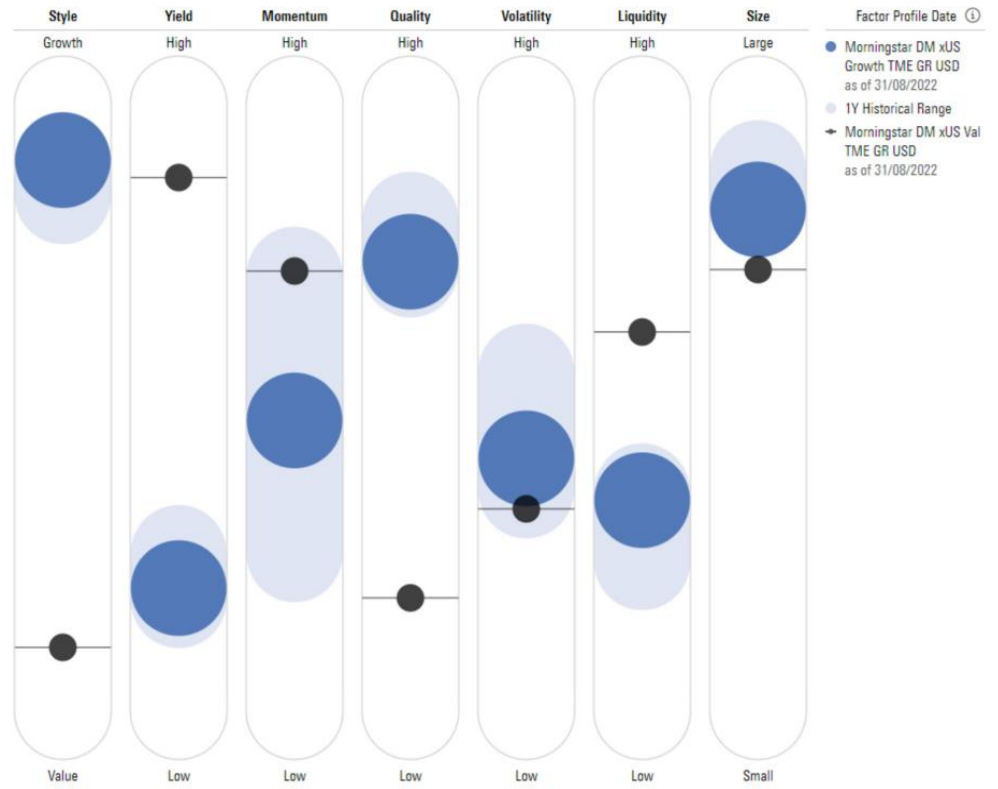 Style Yield Momentum Quality Volatility Liquidity Size Factor Profile Date
Growth High High High High High Large
Morningstar DM xUS
Growth TME GR USD
as of 31/08/2022
1Y Historical Range
Morningstar DM xUS Val
TME GR USD
as of 31/08/2022
Value Low Low Low Low Low Small